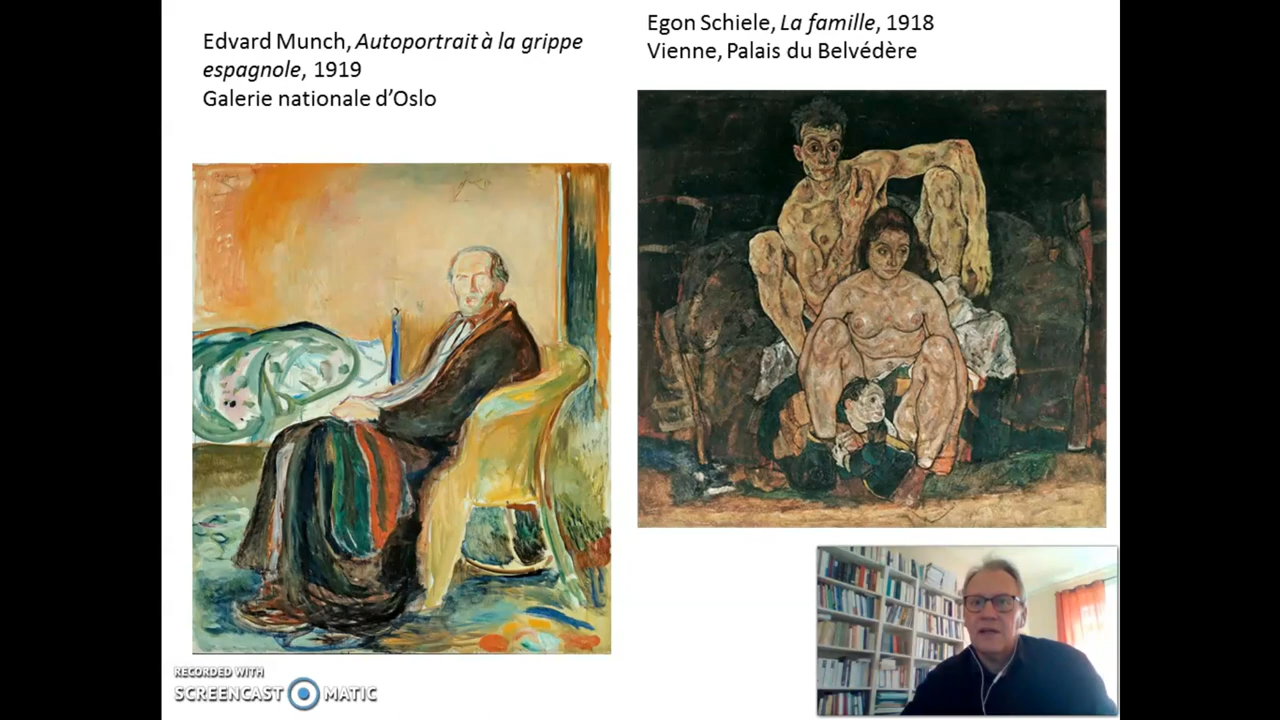 Edvard Munch, Autoportrait à la grippe
espagnole, 1919
Galerie nationale d’Oslo
Egon Schiele, La famille, 1918
Vienne, Palais du Belvédère
RECORDED WITH
SCREENCAST MATIC